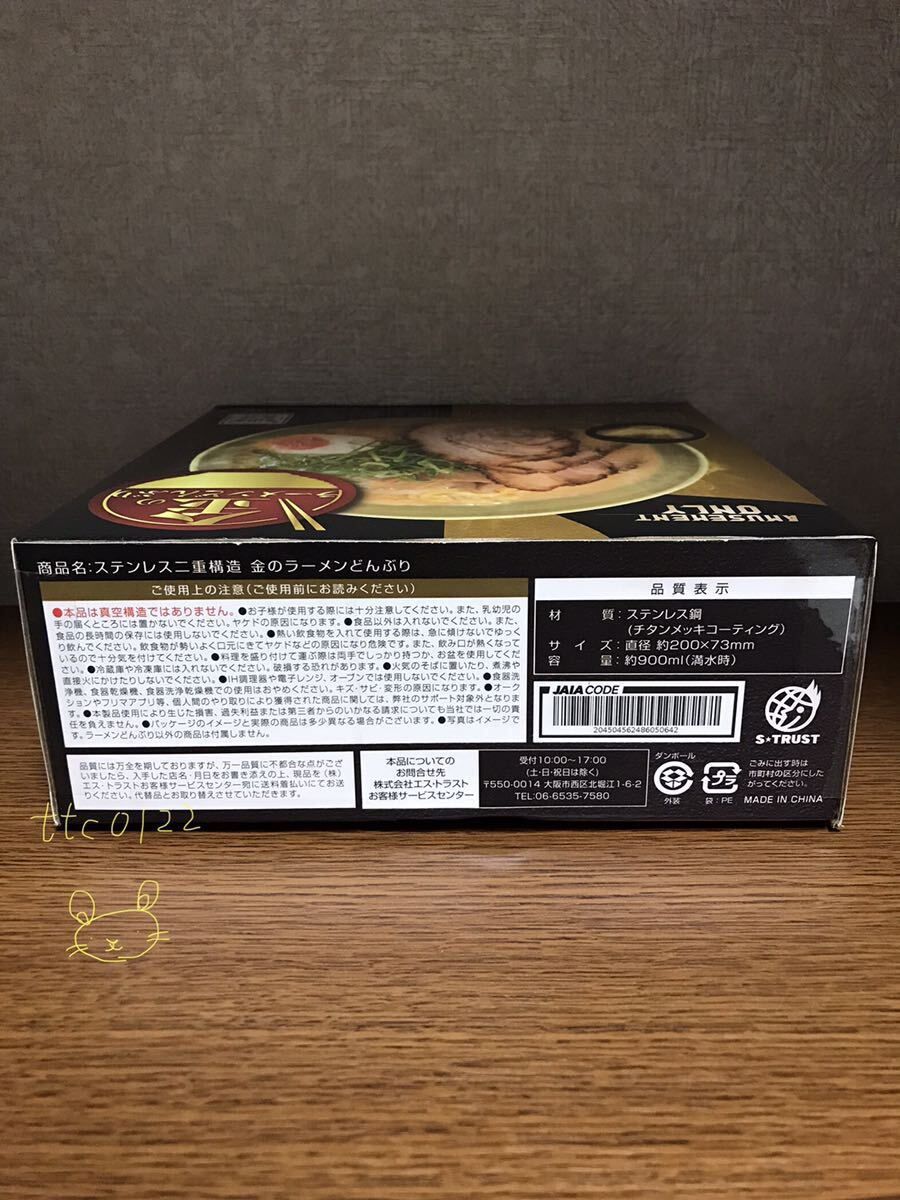 AMUSEMENT
ONLY
金の
ラーメンどんぶり
商品名:ステンレス二重構造 金のラーメンどんぶり
ご使用上の注意(ご使用前にお読みください)
●本品は真空構造ではありません。●お子様が使用する際には十分注意してください。また、乳幼児の
手の届くところには置かないでください。ヤケドの原因になります。●食品以外は入れないでください。また、
食品の長時間の保存には使用しないでください。●熱い飲食物を入れて使用する際は、急に傾けないでゆっく
り飲んでください。飲食物が勢いよく口元にきてヤケドなどの原因になり危険です。また、飲み口が熱くなって
いるので十分気を付けてください。●料理を盛り付けて運ぶ際は両手でしっかり持つか、お盆を使用してくだ
さい。●冷蔵庫や冷凍庫には入れないでください。破損する恐れがあります。●火気のそばに置いたり、煮沸や
直接火にかけたりしないでください。●IH調理器や電子レンジ、オーブンでは使用しないでください。●食器洗
浄機、食器乾燥機、食器洗浄乾燥機での使用はおやめください。キズ・サビ・変形の原因になります。●オーク
ションやフリマアプリ等、個人間のやり取りにより獲得された商品に関しては、弊社のサポート対象外となりま
す。●本製品使用により生じた損害、過失利益または第三者からのいかなる請求についても当社では一切の責
任を負えません。●パッケージのイメージと実際の商品は多少異なる場合がございます。●写真はイメージで
す。ラーメンどんぶり以外の商品は付属しません。
品質には万全を期しておりますが、万一品質に不都合な点がござ
いましたら、入手した店名・月日をお書き添えの上、現品を(株)
エス・トラストお客様サービスセンター宛に送料着払いにてお送
りください。代替品とお取り替えさせていただきます。
本品についての
お問合せ先
株式会社エス・トラスト
お客様サービスセンター
受付10:00〜17:00
(土・日・祝日は除く)
〒550-0014 大阪市西区北堀江1-6-2
TEL:06-6535-7580
品質表示
材質:ステンレス鋼
(チタンメッキコーティング)
サイズ:直径 約200×73mm
容量:約900ml(満水時)
JAIA CODE
204504562486050642
S★TRUST
ダンボール
外装
プラ
袋:PE
ごみに出す時は
市町村の区分にした
がってください。
MADE IN CHINA
ttc0122